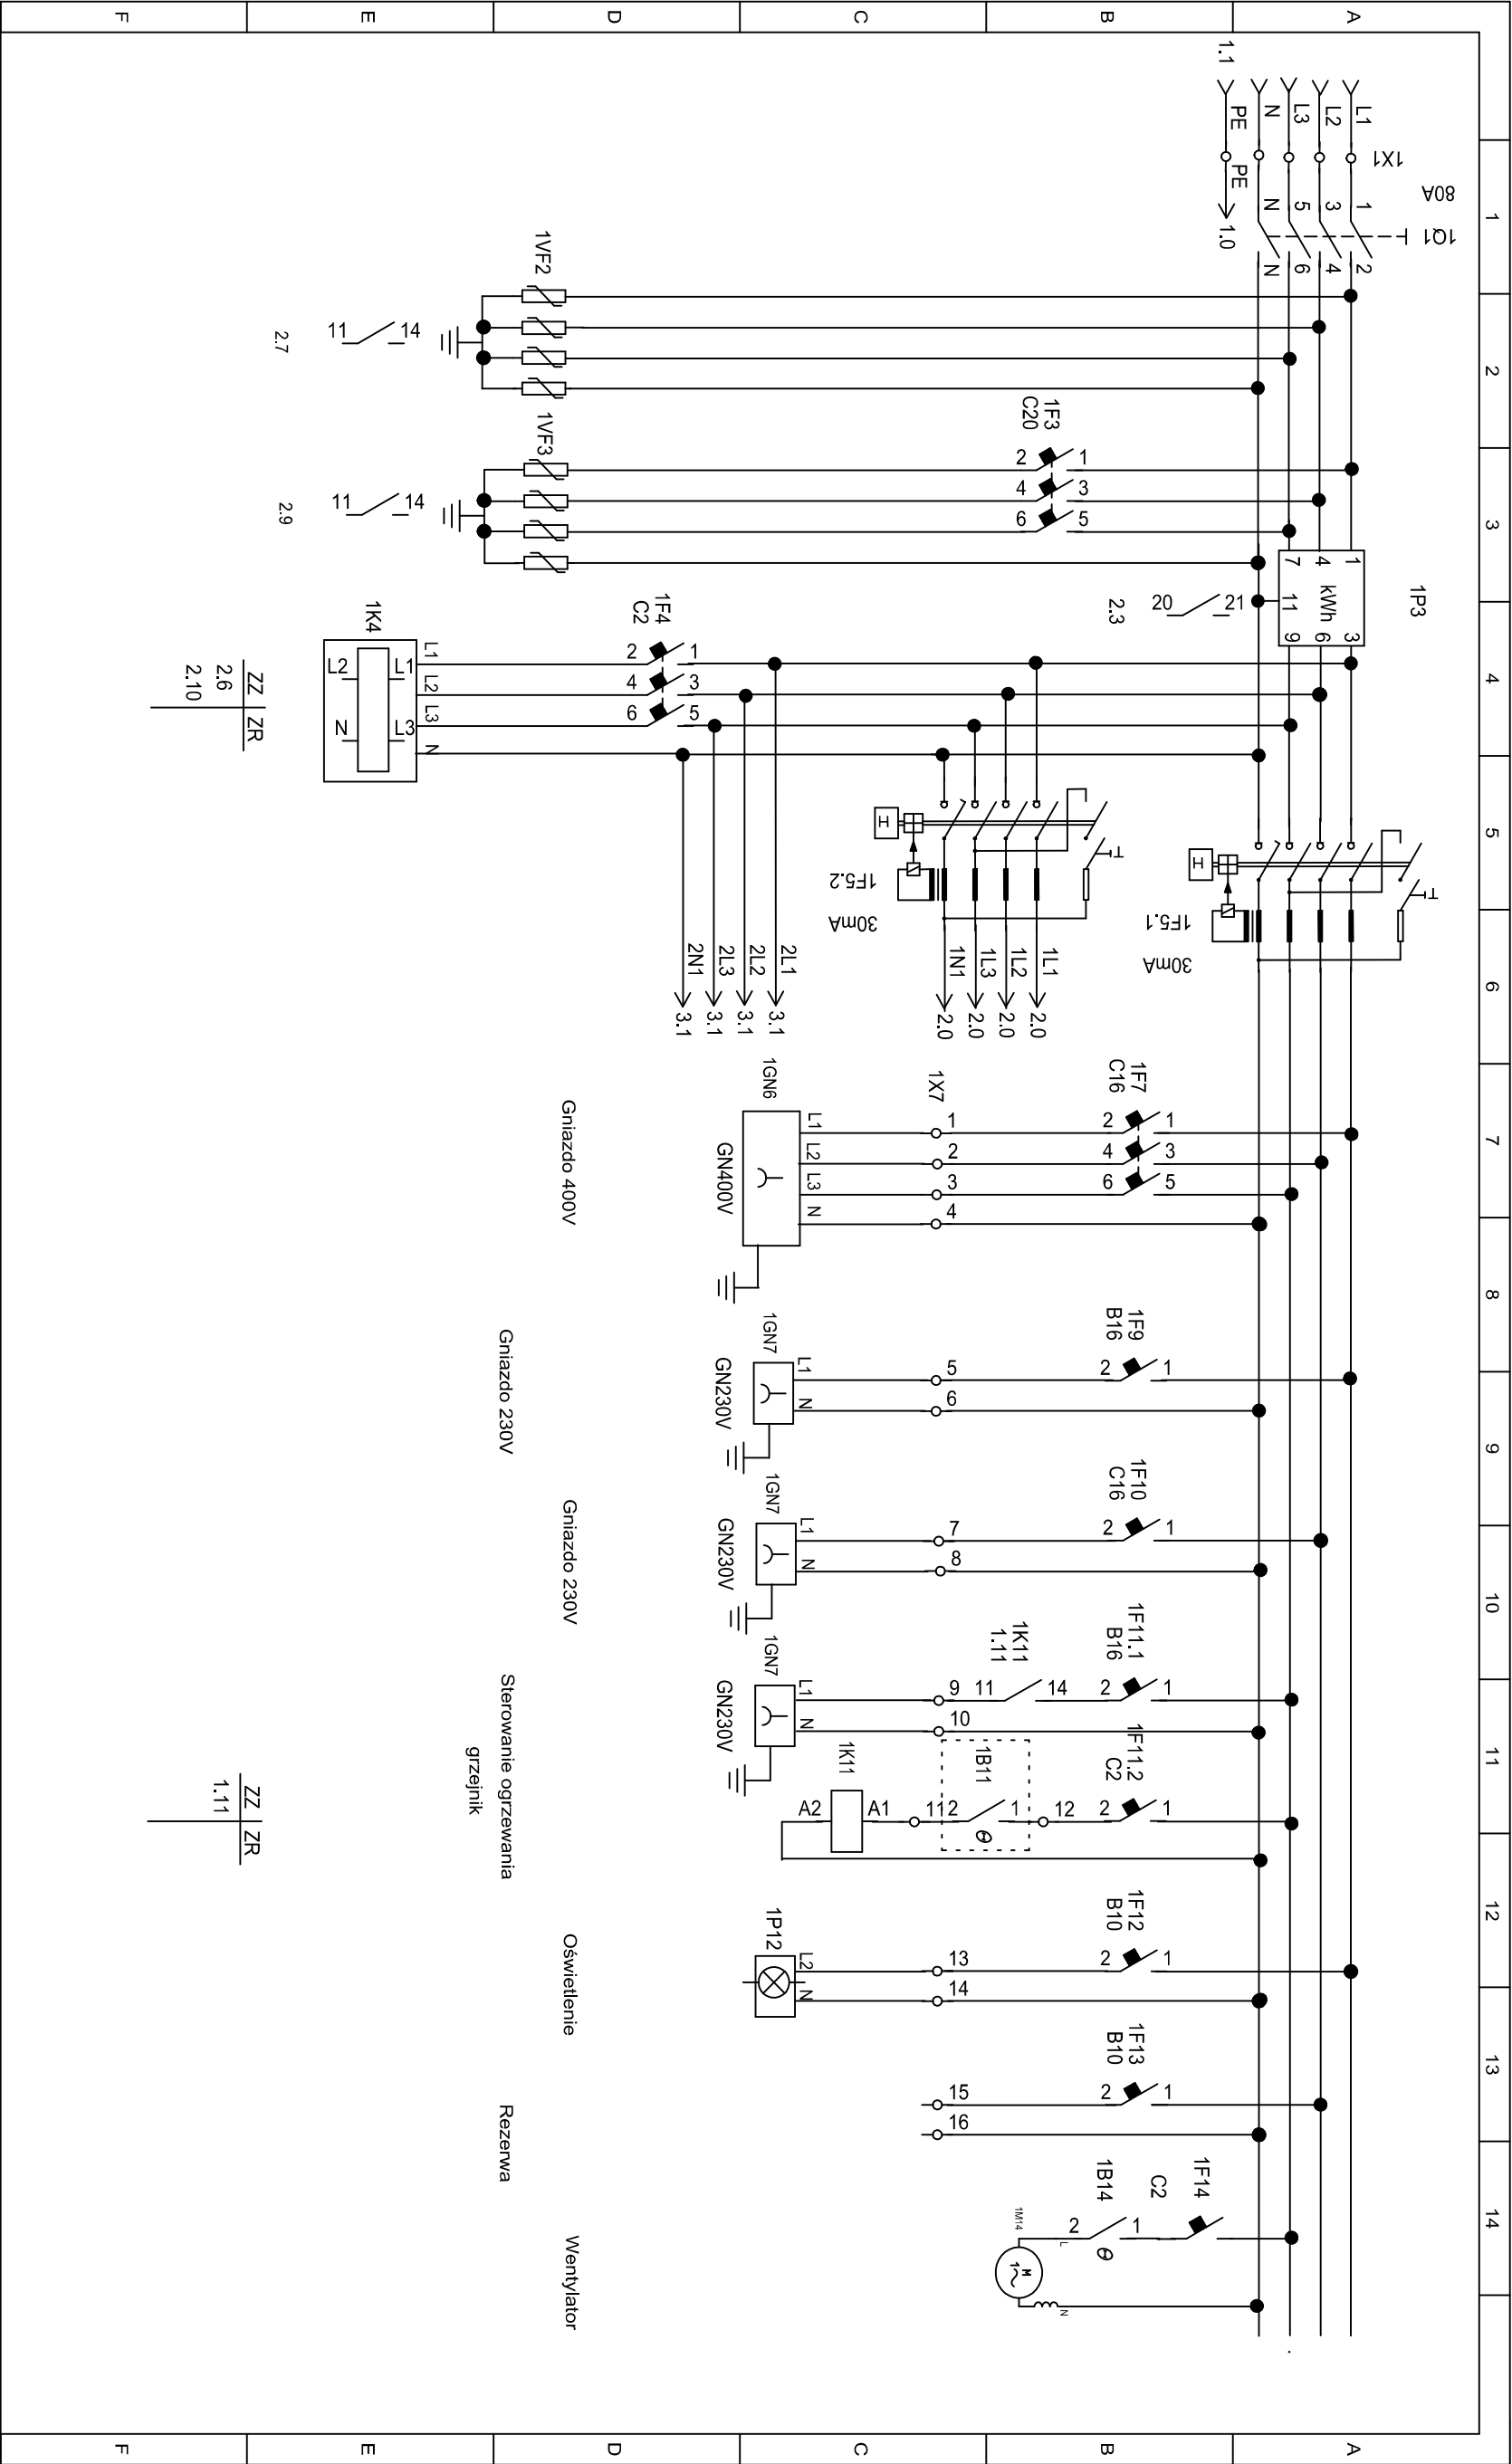 F
E
D
C
B
A
1
2
3
4
5
6
7
8
9
10
11
12
13
14
F
E
D
C
B
A
1.1
L1
L2
L3
N
PE
PE
1.0
1X1
80A
1Q1
1
3
5
N
2
4
6
N
1VF2
11
14
2.7
1F3
C20
1
2
3
4
5
6
1VF3
11
14
2.9
1P3
1
4
7
kWh
11
3
6
9
20
21
2.3
1F4
C2
1
2
3
4
5
6
1K4
L1
L2
L3
N
L1
L2
L3
N
ZZ
ZR
2.6
2.10
H
T
1F5.1
30mA
H
T
1F5.2
30mA
1L1
1L2
1L3
1N1
2.0
2.0
2.0
2.0
2L1
2L2
2L3
2N1
3.1
3.1
3.1
3.1
1F7
C16
1
2
3
4
5
6
1X7
1
2
3
4
1GN6
L1
L2
L3
N
GN400V
Gniazdo 400V
1F9
B16
1
2
5
6
1GN7
L1
N
GN230V
Gniazdo 230V
1F10
C16
1
2
7
8
1GN7
L1
N
GN230V
Gniazdo 230V
1F11.1
B16
1
2
1K11
1.11
14
11
9
10
1GN7
L1
N
GN230V
1F11.2
C2
1
2
12
1B11
1
2
Θ
11
1K11
A1
A2
Sterowanie ogrzewania
grzejnik
ZZ
ZR
1.11
1F12
B10
1
2
13
14
1P12
L2
N
Oświetlenie
1F13
B10
1
2
15
16
Rezerwa
1F14
C2
1B14
1
2
Θ
L
N
1M14
M
1~
Wentylator